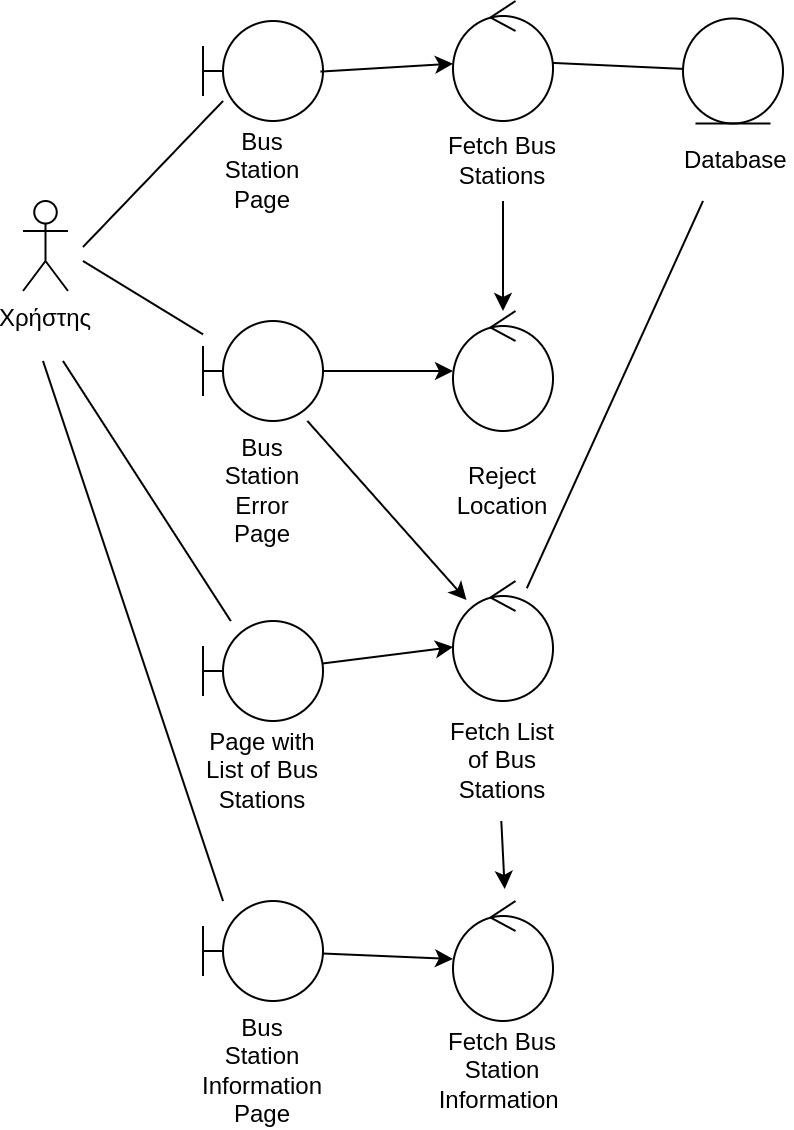 Bus
Station
Page
Fetch Bus
Stations
Database
Χρήστης
Bus
Station
Error
Page
Reject
Location
Page with
List of Bus
Stations
Fetch List
of Bus
Stations
Bus
Station
Information
Page
Fetch Bus
Station
Information